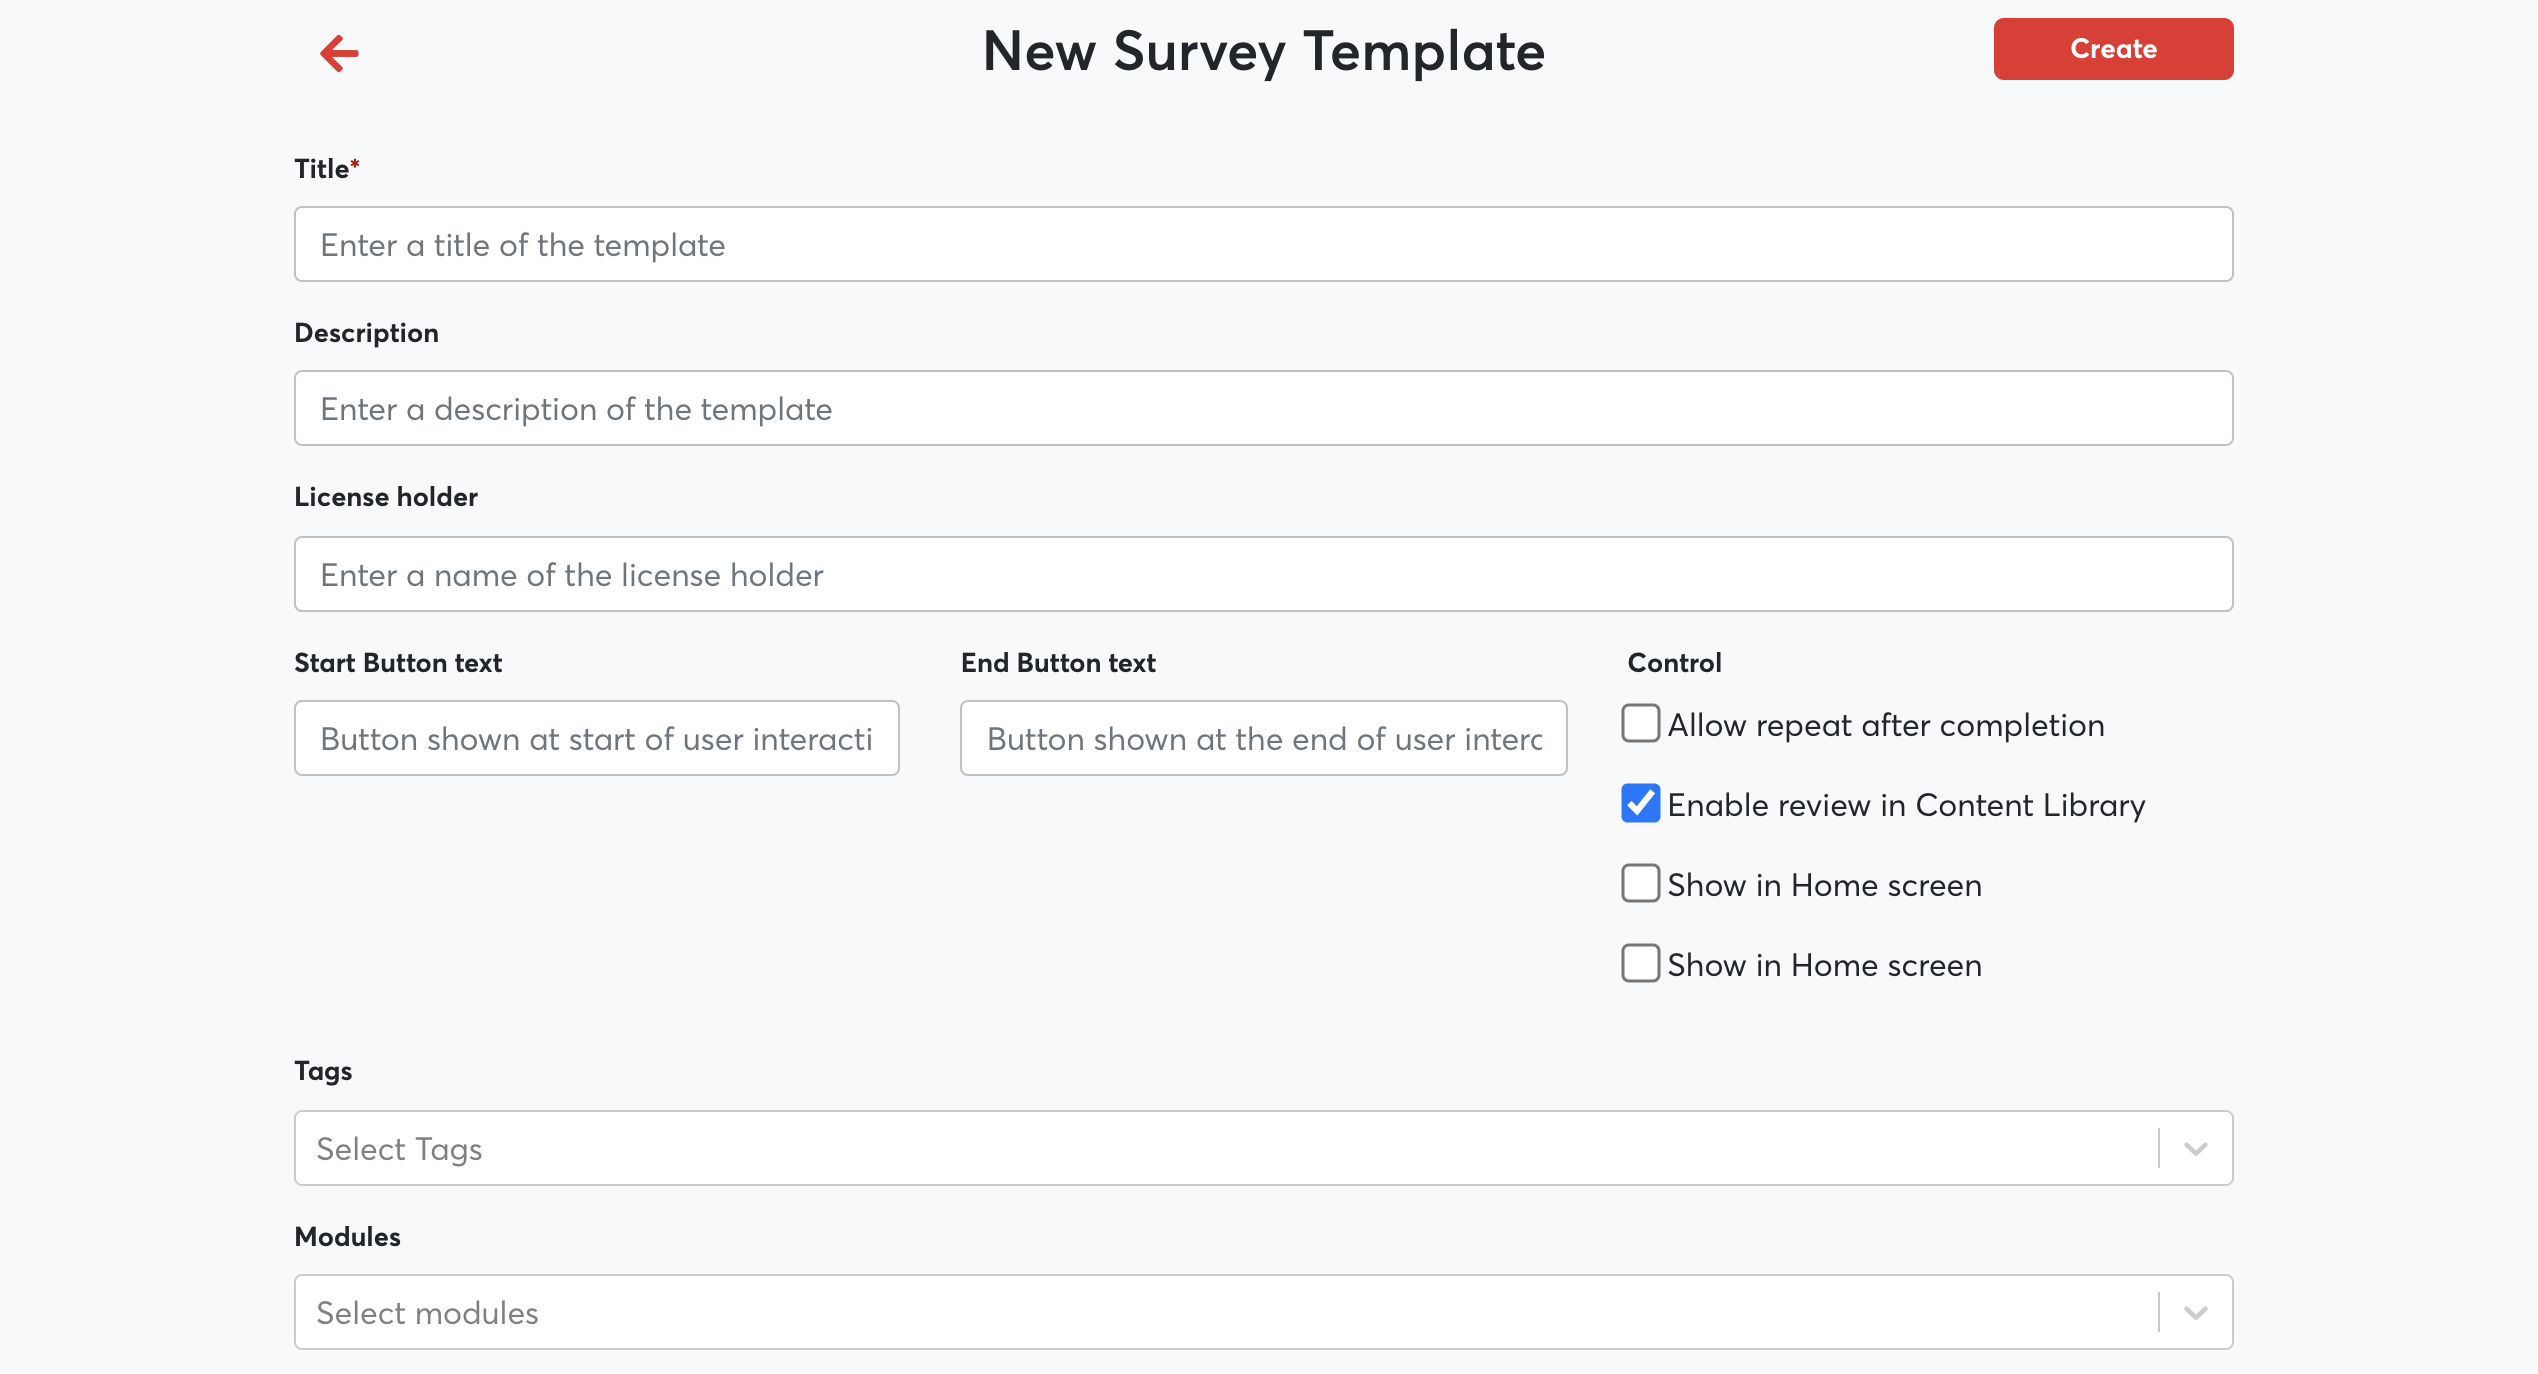 New Survey Template
Create
Title*
Enter a title of the template
Description
Enter a description of the template
License holder
Enter a name of the license holder
Start Button text
Button shown at start of user interacti
End Button text
Button shown at the end of user interc
Control
Allow repeat after completion
Enable review in Content Library
Show in Home screen
Show in Home screen
Tags
Select Tags
Modules
Select modules